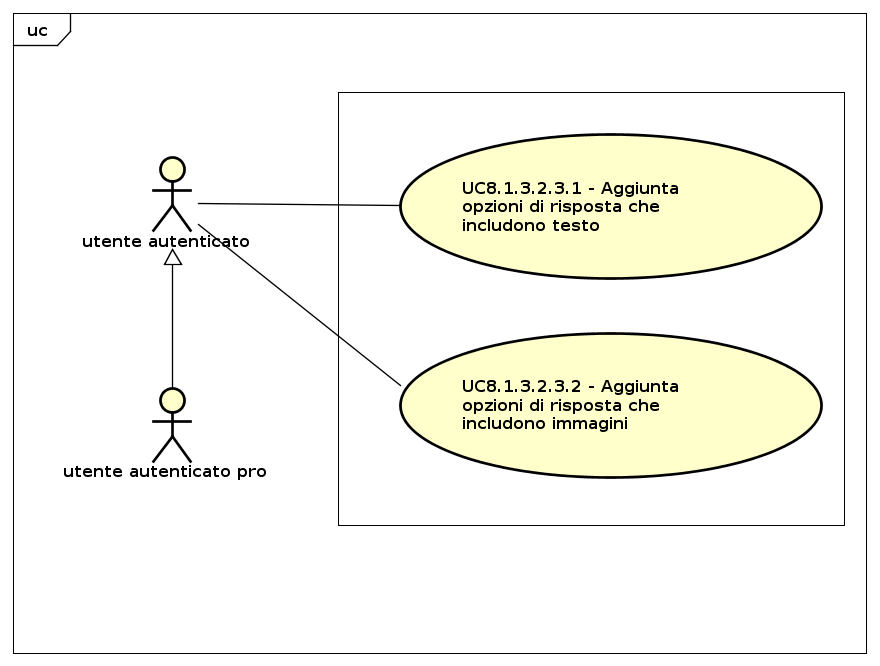 uc
UC8.1.3.2.3.1 - Aggiunta
opzioni di risposta che
includono testo
utente autenticato
UC8.1.3.2.3.2 - Aggiunta
opzioni di risposta che
includono immagini
utente autenticato pro